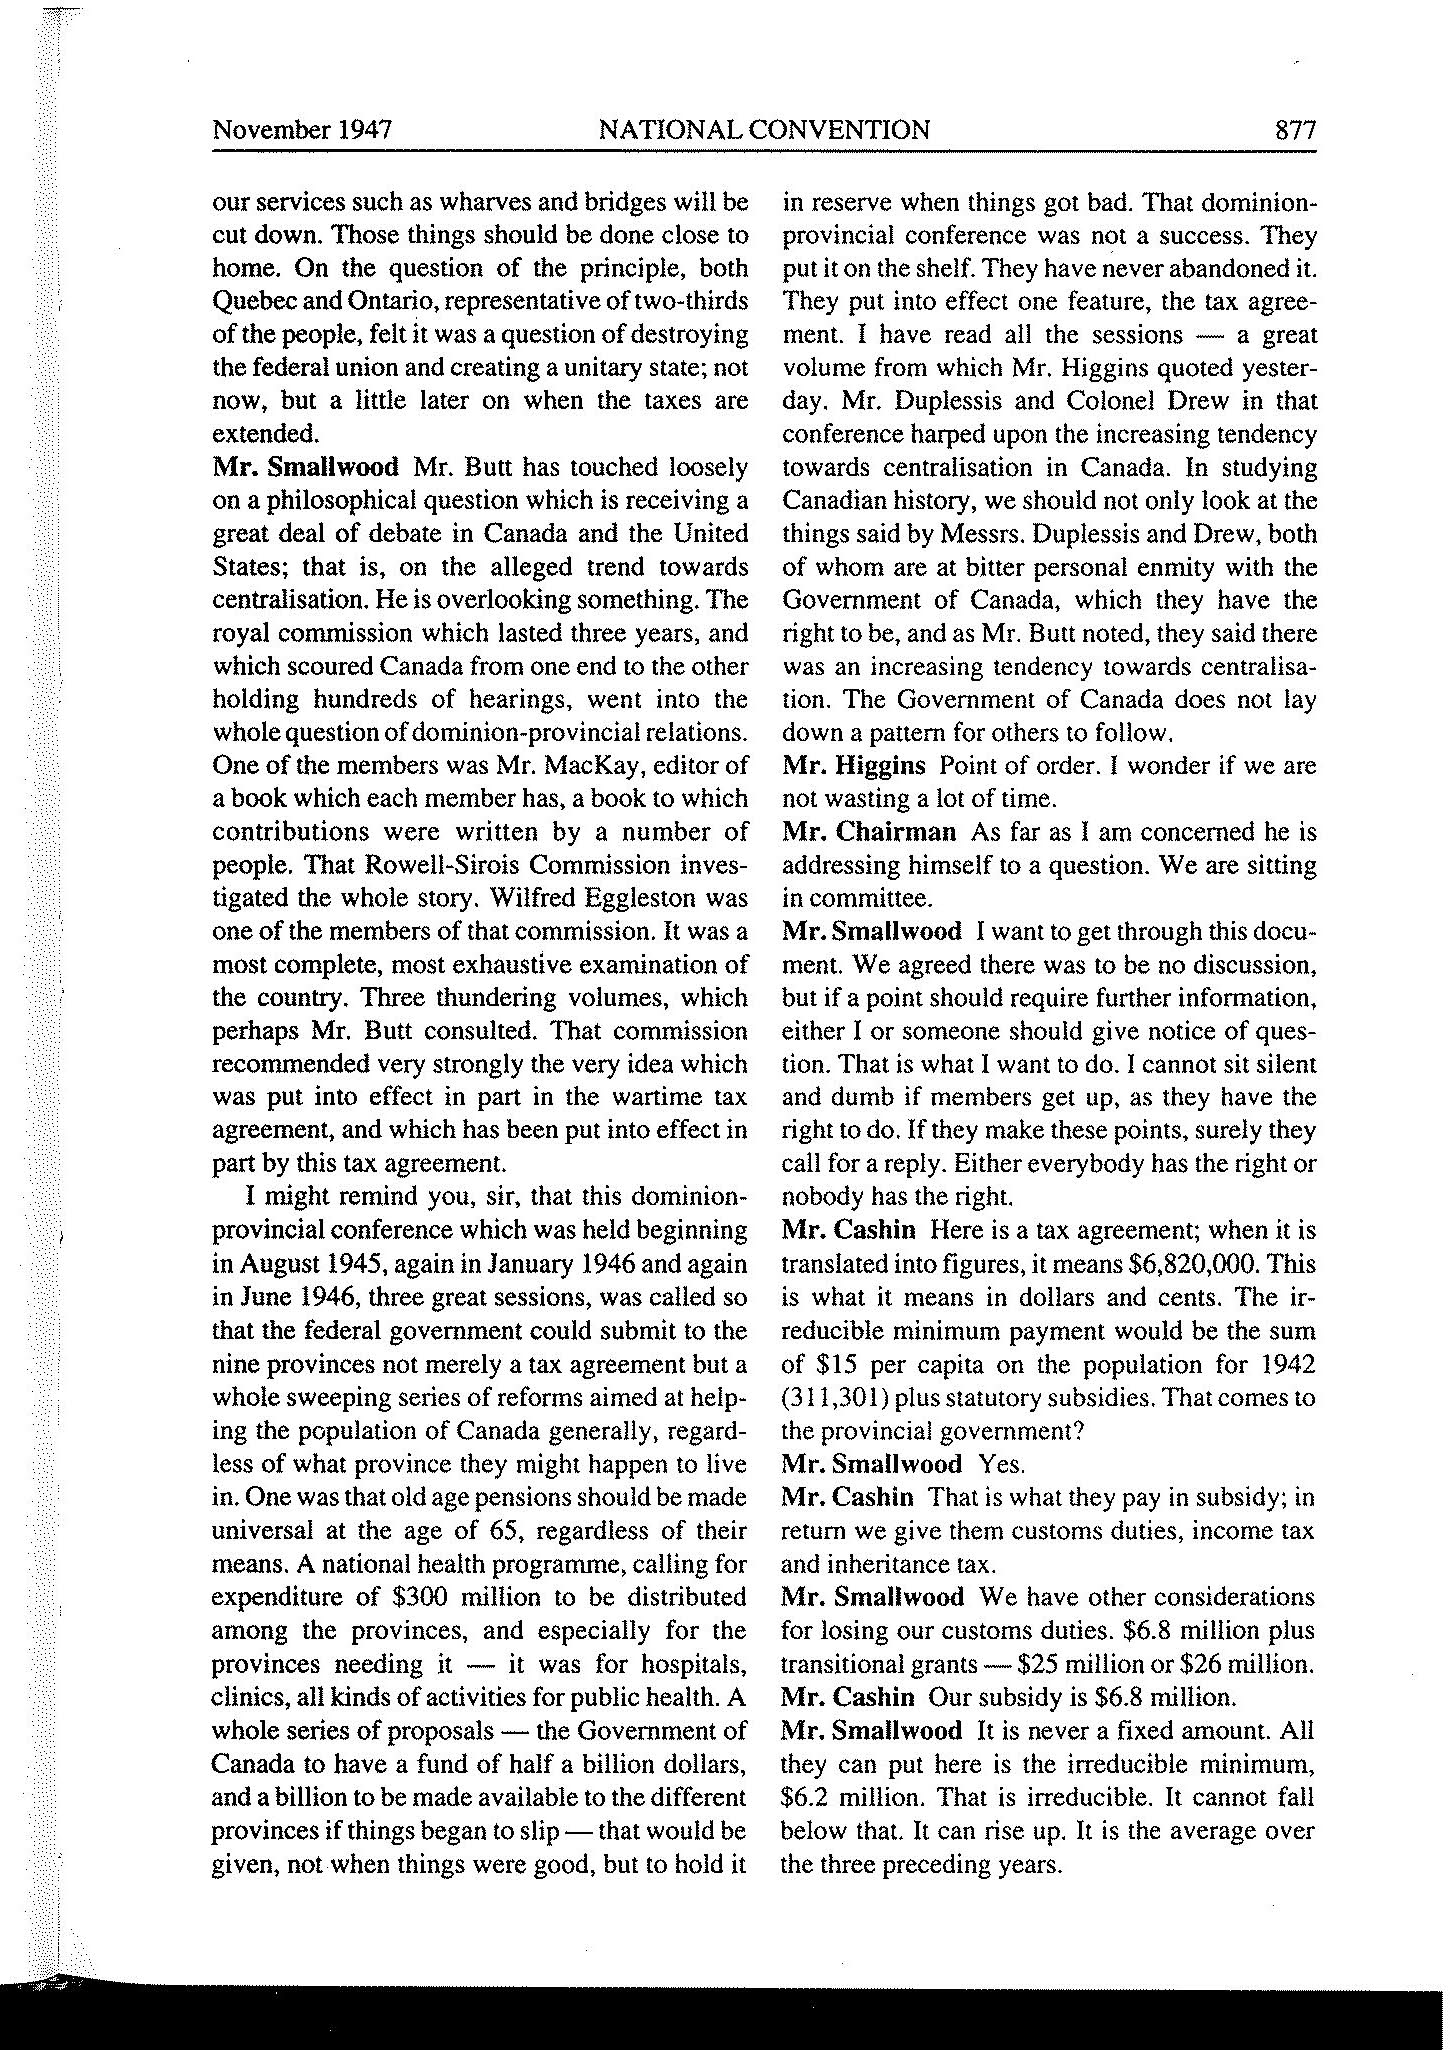 November 1947 NATIONAL CONVENTION 877
our services such as wharves and bridges will be
cut down. Those things should be done close to
home. On the question of the principle, both
Quebec and Ontario, representative of two-thirds
of the people, felt it was a question of destroying
the federal union and creating a unitary state; not
now, but a little later on when the taxes are
extended.
Mr. Smallwood Mr. Butt has touched loosely
on a philosophical question which is receiving a
great deal of debate in Canada and the United
States; that is, on the alleged trend towards
centralisation. He is overlooking something. The
royal commission which lasted three years, and
which scoured Canada from one end to the other
holding hundreds of hearings, went into the
whole question of dominion-provincial relations.
One of the members was Mr. MacKay, editor of
a book which each member has, a book to which
contributions were written by a number of
people. That Rowell-Sirois Commission inves-
tigated the whole story. Wilfred Eggleston was
one of the members of that commission. It was a
most complete, most exhaustive examination of
the country. Three thundering volumes, which
perhaps Mr. Butt consulted. That commission
recommended very strongly the very idea which
was put into effect in part in the wartime tax
agreement, and which has been put into effect in
part by this tax agreement.
I might remind you, sir, that this dominion-
provincial conference which was held beginning
in August 1945, again in January 1946 and again
in June 1946, three great sessions, was called so
that the federal government could submit to the
nine provinces not merely a tax agreement but a
whole sweeping series of reforms aimed at help-
ing the population of Canada generally, regard-
less of what province they might happen to live
in. One was that old age pensions should be made
universal at the age of 65, regardless of their
means. A national health programme, calling for
expenditure of $300 million to be distributed
among the provinces, and especially for the
provinces needing it — it was for hospitals,
clinics, all kinds of activities for public health. A
whole series of proposals — the Government of
Canada to have a fund of half a billion dollars,
and a billion to be made available to the different
provinces if things began to slip — that would be
given, not when things were good, but to hold it
in reserve when things got bad. That dominion-
provincial conference was not a success. They
put it on the shelf. They have never abandoned it.
They put into effect one feature, the tax agree-
ment. I have read all the sessions — a great
volume from which Mr. Higgins quoted yester-
day. Mr. Duplessis and Colonel Drew in that
conference harped upon the increasing tendency
towards centralisation in Canada. In studying
Canadian history, we should not only look at the
things said by Messrs. Duplessis and Drew, both
of whom are at bitter personal enmity with the
Government of Canada, which they have the
right to be, and as Mr. Butt noted, they said there
was an increasing tendency towards centralisa-
tion. The Government of Canada does not lay
down a pattern for others to follow.
Mr. Higgins Point of order. I wonder if we are
not wasting a lot of time.
Mr. Chairman As far as I am concerned he is
addressing himself to a question. We are sitting
in committee.
Mr. Smallwood I want to get through this docu-
ment. We agreed there was to be no discussion,
but if a point should require further information,
either I or someone should give notice of ques-
tion. That is what I want to do. I cannot sit silent
and dumb if members get up, as they have the
right to do. If they make these points, surely they
call for a reply. Either everybody has the right or
nobody has the right.
Mr. Cashin Here is a tax agreement; when it is
translated into figures, it means $6,820,000. This
is what it means in dollars and cents. The ir-
reducible minimum payment would be the sum
of $15 per capita on the population for 1942
(311,301) plus statutory subsidies. That comes to
the provincial government?
Mr. Smallwood Yes.
Mr. Cashin That is what they pay in subsidy; in
return we give them customs duties, income tax
and inheritance tax.
Mr. Smallwood We have other considerations
for losing our customs duties. $6.8 million plus
transitional grants — $25 million or $26 million.
Mr. Cashin Our subsidy is $6.8 million.
Mr. Smallwood It is never a fixed amount. All
they can put here is the irreducible minimum,
$6.2 million. That is irreducible. It cannot fall
below that. It can rise up. It is the average over
the three preceding years.